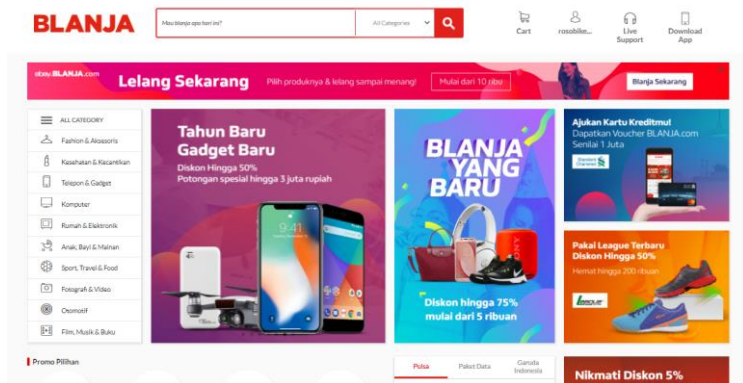 BLANJA
Mau blanja apa hari ini?
All Categories
Cart
rosobike...
Live
Support
Download
App
ebay.BLANJA.com
Lelang Sekarang
Pilih produknya & lelang sampai menang!
Mulai dari 10 ribu
Blanja Sekarang
ALL CATEGORY
Fashion & Aksesoris
Kesehatan & Kecantikan
Telepon & Gadget
Komputer
Rumah & Elektronik
Anak, Bayi & Mainan
Sport, Travel & Food
Fotografi & Video
Otomotif
Film, Musik & Buku
Tahun Baru
Gadget Baru
Diskon Hingga 50%
Potongan spesial hingga 3 juta rupiah
9:41
BLANJA
YANG
BARU
Diskon hingga 75%
mulai dari 5 ribuan
Ajukan Kartu Kreditmu!
Dapatkan Voucher BLANJA.com
Senilai 1 Juta
Standard
Chartered
Pakai League Terbaru
Diskon Hingga 50%
Hemat hingga 200 ribuan
LEAGUE
Promo Pilihan
Pulsa
Paket Data
Garuda
Indonesia
Nikmati Diskon 5%